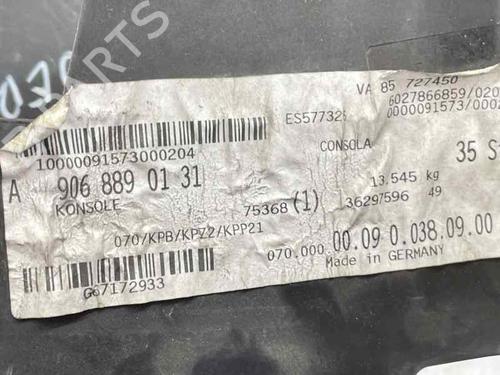 PARTS
VA 85 727450
6027866859/020
0000091573/0002
ES57732
10000091573000204
CONSOLA
35 S
A 906 889 01 31
KONSOLE
13.545 kg
75368 (1)
36297596 49
070/KPB/KPZ2/KPP21
070.000 00.09 0.038.09.00
Made in GERMANY
G67172933